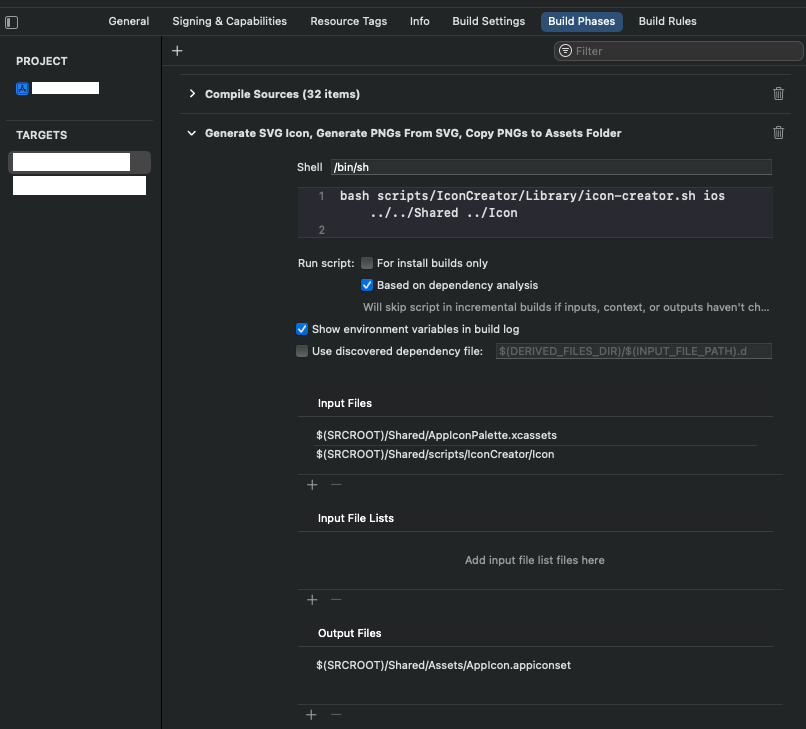 General Signing & Capabilities Resource Tags Info Build Settings Build Phases Build Rules
Filter
PROJECT
TARGETS
Compile Sources (32 items)
Generate SVG Icon, Generate PNGs From SVG, Copy PNGs to Assets Folder
Shell /bin/sh
1 bash scripts/IconCreator/Library/icon-creator.sh ios
../../Shared ../Icon
2
Run script: For install builds only
Based on dependency analysis
Will skip script in incremental builds if inputs, context, or outputs haven't ch...
Show environment variables in build log
Use discovered dependency file: $(DERIVED_FILES_DIR)/$(INPUT_FILE_PATH).d
Input Files
$(SRCROOT)/Shared/AppIconPalette.xcassets
$(SRCROOT)/Shared/scripts/IconCreator/Icon
Input File Lists
Add input file list files here
Output Files
$(SRCROOT)/Shared/Assets/AppIcon.appiconset